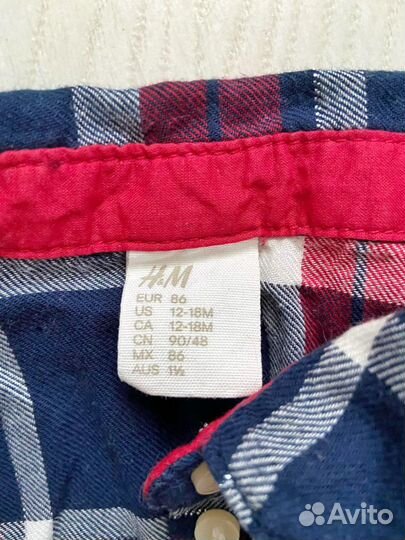 H&M
EUR 86
US 12-18M
CA 12-18M
CN 90/48
MX 86
AUS 1½
Avito